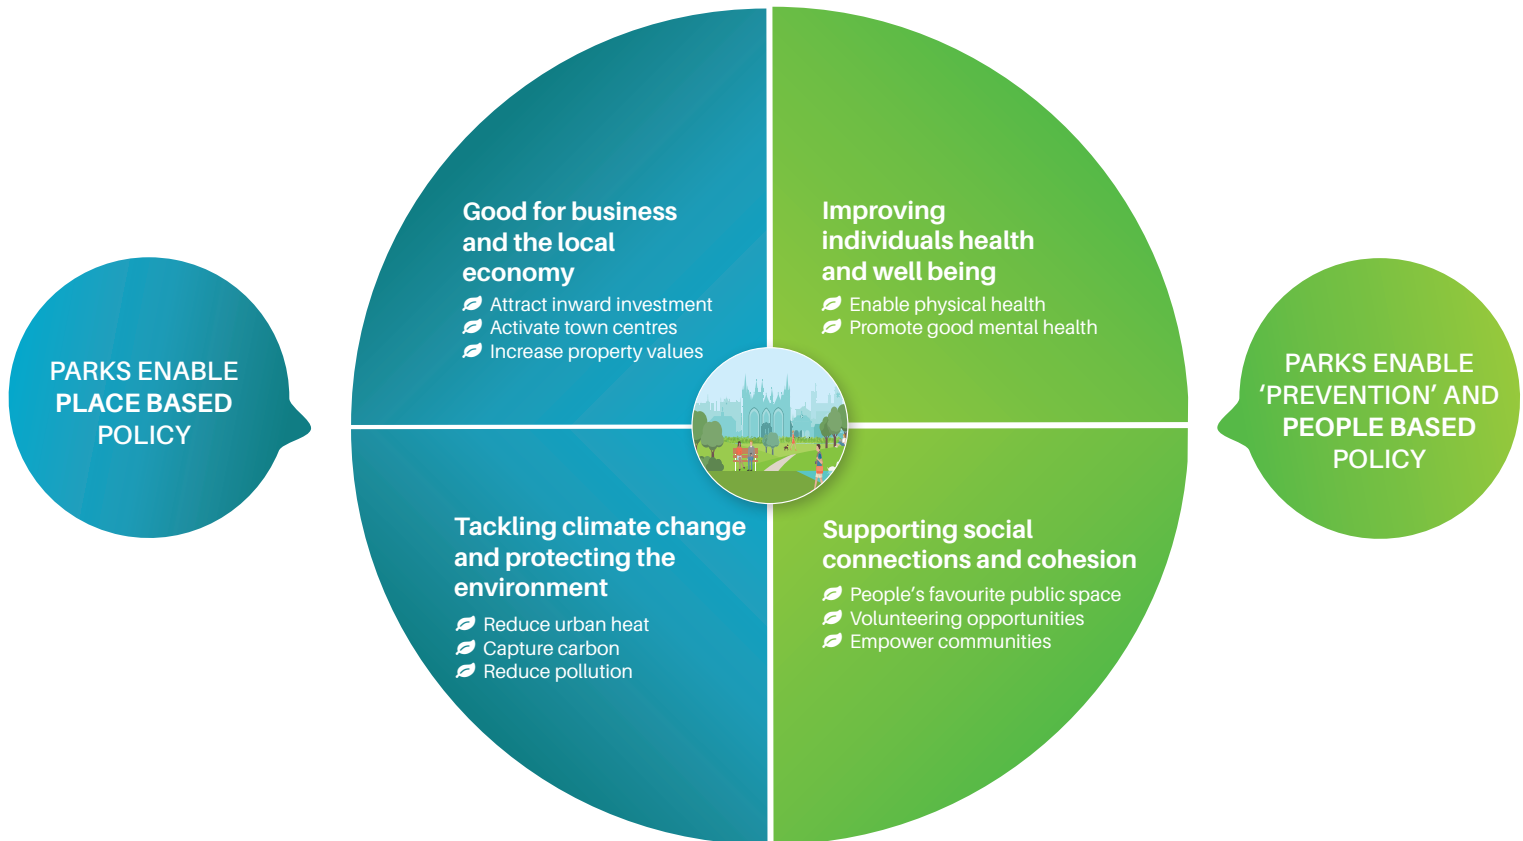 PARKS ENABLE
PLACE BASED
POLICY
Good for business
and the local
economy
Attract inward investment
Activate town centres
Increase property values
Improving
individuals health
and well being
Enable physical health
Promote good mental health
Tackling climate change
and protecting the
environment
Reduce urban heat
Capture carbon
Reduce pollution
Supporting social
connections and cohesion
People’s favourite public space
Volunteering opportunities
Empower communities
PARKS ENABLE
‘PREVENTION’ AND
PEOPLE BASED
POLICY